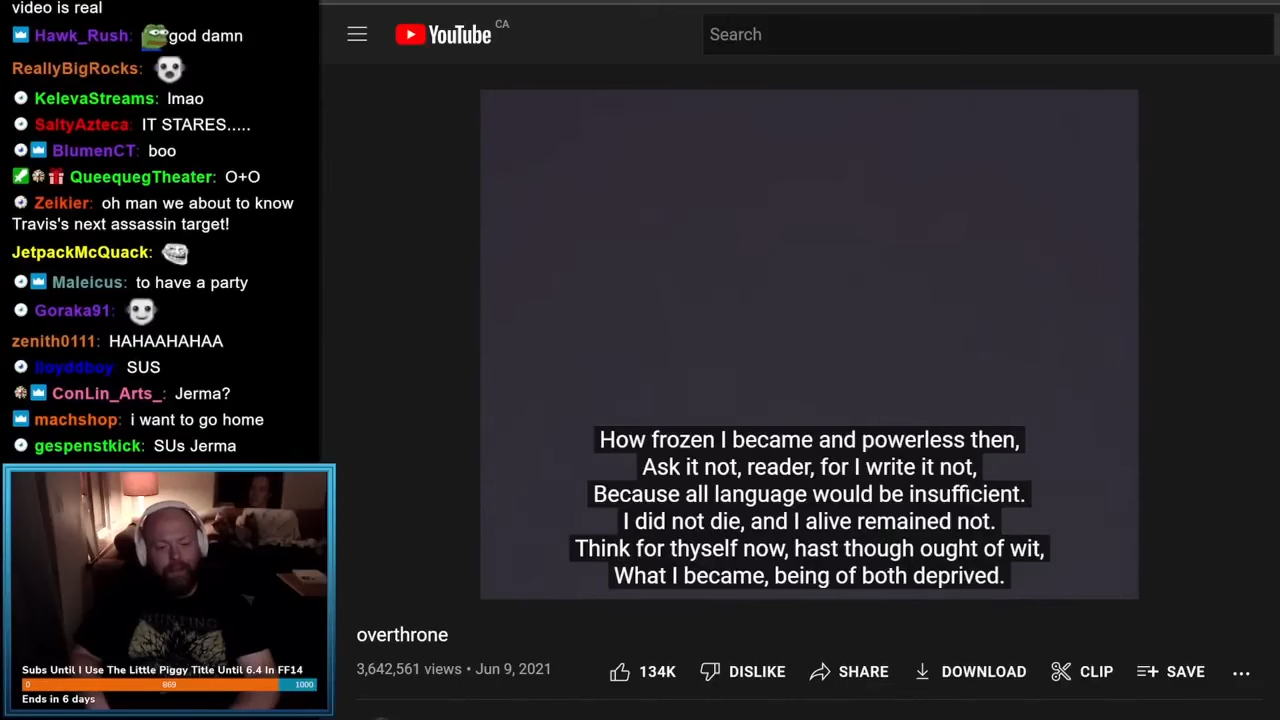 video is real
Hawk_Rush: god damn
ReallyBigRocks:
KelevaStreams: lmao
SaltyAzteca: IT STARES.....
BlumenCT: boo
QueequegTheater: O+O
Zeikier: oh man we about to know
Travis's next assassin target!
JetpackMcQuack:
Maleicus: to have a party
Goraka91:
zenith0111: HAHAAHAHAA
lloyddboy: SUS
ConLin_Arts_: Jerma?
machshop: i want to go home
gespenstkick: SUs Jerma
Subs Until I Use The Little Piggy Title Until 6.4 In FF14
0 869 1000
Ends in 6 days
YouTube CA
Search
How frozen I became and powerless then,
Ask it not, reader, for I write it not,
Because all language would be insufficient.
I did not die, and I alive remained not.
Think for thyself now, hast though ought of wit,
What I became, being of both deprived.
overthrone
3,642,561 views • Jun 9, 2021
134K DISLIKE SHARE DOWNLOAD CLIP SAVE ...